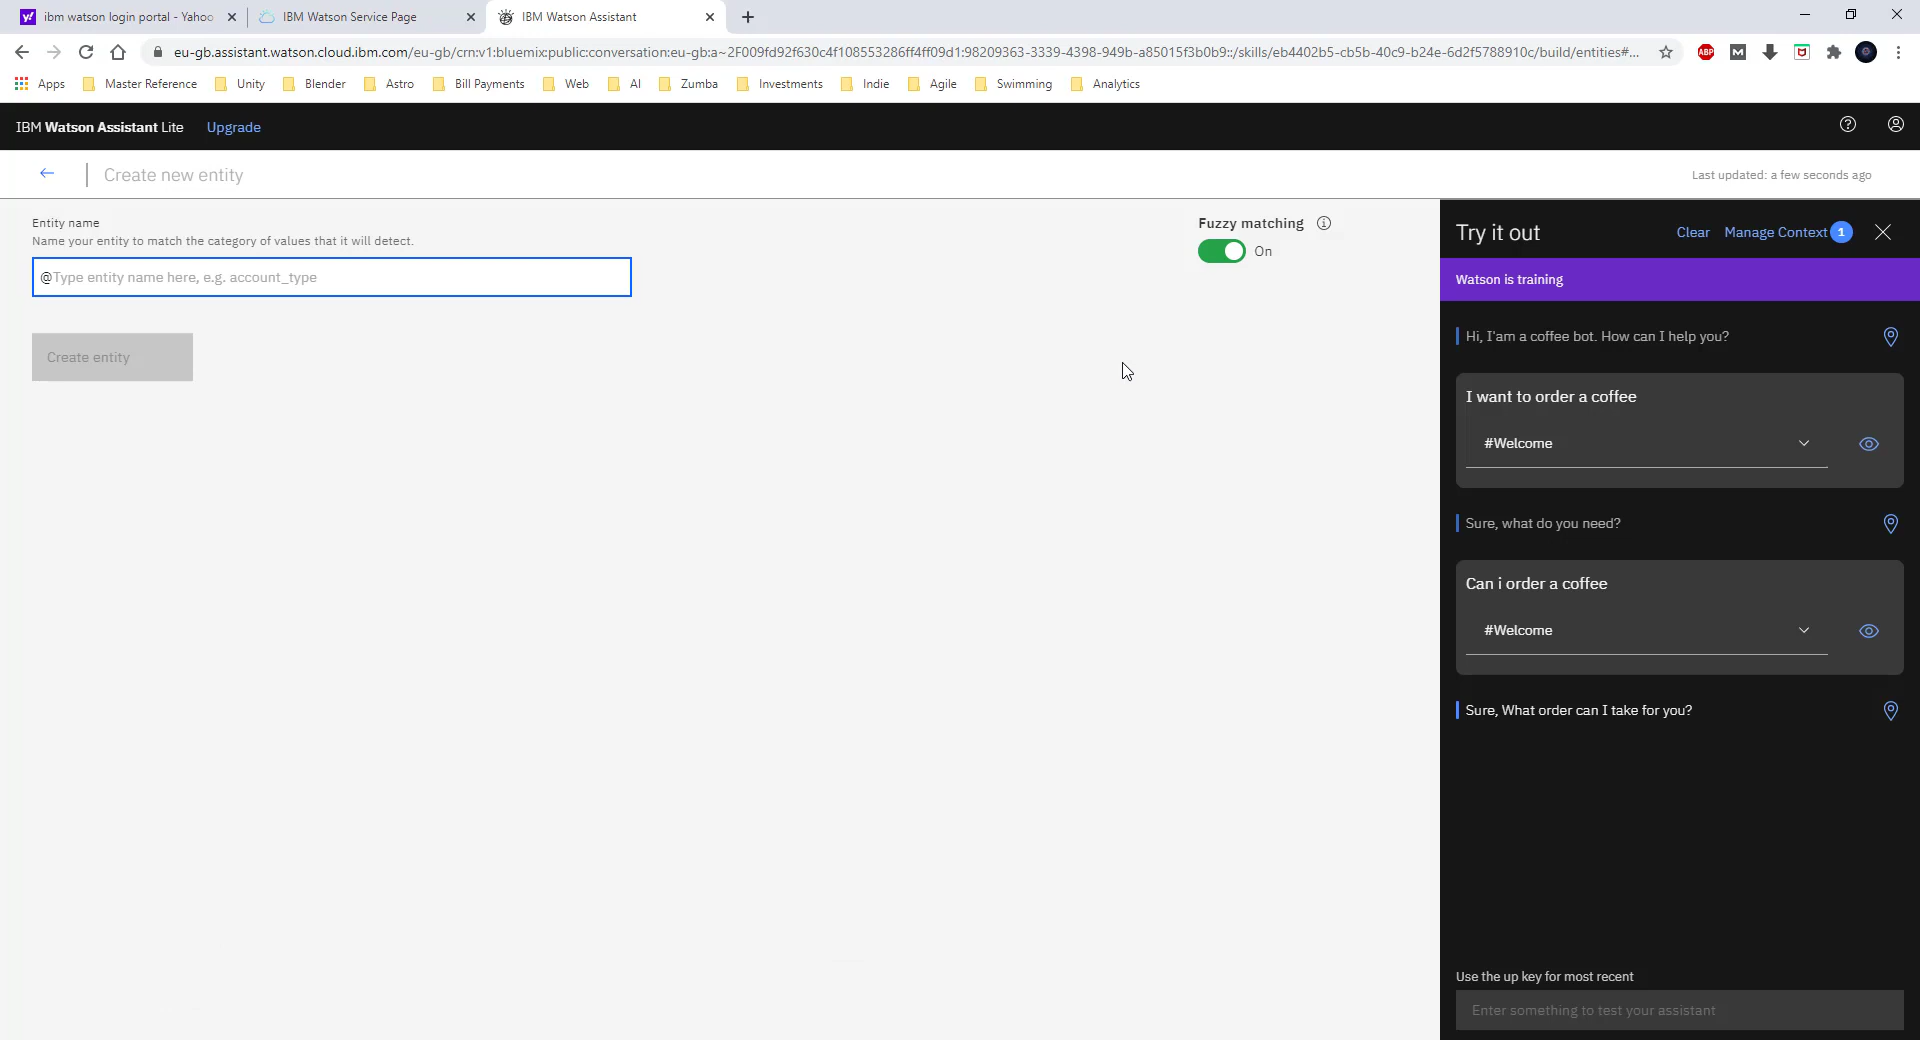 ibm watson login portal - Yahoo
IBM Watson Service Page
IBM Watson Assistant
eu-gb.assistant.watson.cloud.ibm.com/eu-gb/crn:v1:bluemix:public:conversation:eu-gb:a~2F009fd92f630c4f108553286ff4ff09d1:98209363-3339-4398-949b-a85015f3b0b9::/skills/eb4402b5-cb5b-40c9-b24e-6d2f5788910c/build/entities#...
ABP
M
Apps
Master Reference
Unity
Blender
Astro
Bill Payments
Web
AI
Zumba
Investments
Indie
Agile
Swimming
Analytics
IBM Watson Assistant Lite
Upgrade
Create new entity
Last updated: a few seconds ago
Entity name
Name your entity to match the category of values that it will detect.
@Type entity name here, e.g. account_type
Create entity
Fuzzy matching
On
Try it out
Clear
Manage Context 1
Watson is training
Hi, I'am a coffee bot. How can I help you?
I want to order a coffee
#Welcome
Sure, what do you need?
Can i order a coffee
#Welcome
Sure, What order can I take for you?
Use the up key for most recent
Enter something to test your assistant